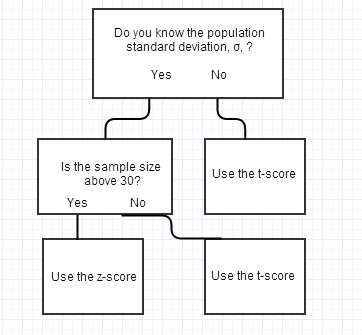 Do you know the population
standard deviation, σ, ?
Yes No
Is the sample size
above 30?
Yes No
Use the t-score
Use the z-score
Use the t-score